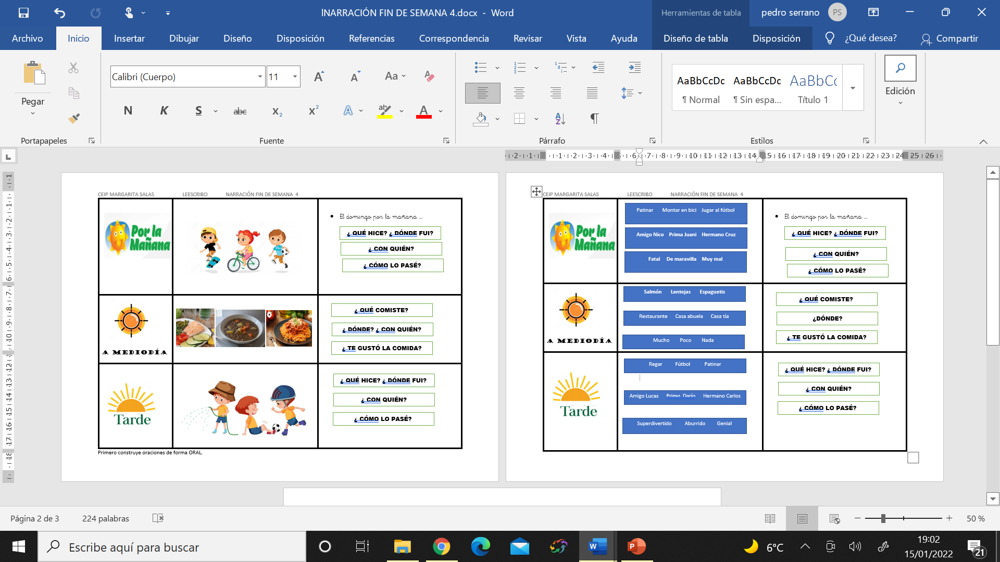 lNARRACIÓN FIN DE SEMANA 4.docx - Word
Herramientas de tabla
pedro serrano
PS
Archivo
Inicio
Insertar
Dibujar
Diseño
Disposición
Referencias
Correspondencia
Revisar
Vista
Ayuda
Diseño de tabla
Disposición
¿Qué desea?
Compartir
Pegar
Calibri (Cuerpo)
11
N K S abc X₂ X²
AaBbCcDc
¶ Normal
AaBbCcDc
¶ Sin espa...
AaBbCc
Título 1
Edición
Portapapeles
Fuente
Párrafo
Estilos
CEIP MARGARITA SALAS LEESCRIBO NARRACIÓN FIN DE SEMANA 4
Por la Mañana
El domingo por la mañana ...
¿ QUÉ HICE? ¿ DÓNDE FUI?
¿ CON QUIÉN?
¿ CÓMO LO PASÉ?
A MEDIODÍA
¿ QUÉ COMISTE?
¿ DÓNDE? ¿ CON QUIÉN?
¿ TE GUSTÓ LA COMIDA?
Tarde
¿ QUÉ HICE? ¿ DÓNDE FUI?
¿ CON QUIÉN?
¿ CÓMO LO PASÉ?
Primero construye oraciones de forma ORAL.
CEIP MARGARITA SALAS LEESCRIBO NARRACIÓN FIN DE SEMANA 4
Por la Mañana
Patinar Montar en bici Jugar al fútbol
Amigo Nico Prima Juani Hermano Cruz
Fatal De maravilla Muy mal
El domingo por la mañana ...
¿ QUÉ HICE? ¿ DÓNDE FUI?
¿ CON QUIÉN?
¿ CÓMO LO PASÉ?
A MEDIODÍA
Salmón Lentejas Espaguetis
Restaurante Casa abuela Casa tía
Mucho Poco Nada
¿ QUÉ COMISTE?
¿DÓNDE?
¿ TE GUSTÓ LA COMIDA?
Tarde
Regar Fútbol Patinar
Amigo Lucas Primo Darío Hermano Carlos
Superdivertido Aburrido Genial
¿ QUÉ HICE? ¿ DÓNDE FUI?
¿ CON QUIÉN?
¿ CÓMO LO PASÉ?
Página 2 de 3
224 palabras
50 %
Escribe aquí para buscar
6°C
19:02
15/01/2022
21